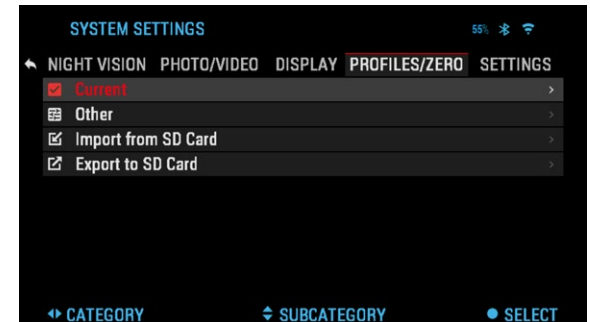 SYSTEM SETTINGS 55%
NIGHT VISION PHOTO/VIDEO DISPLAY PROFILES/ZERO SETTINGS
Current
Other
Import from SD Card
Export to SD Card
CATEGORY SUBCATEGORY SELECT